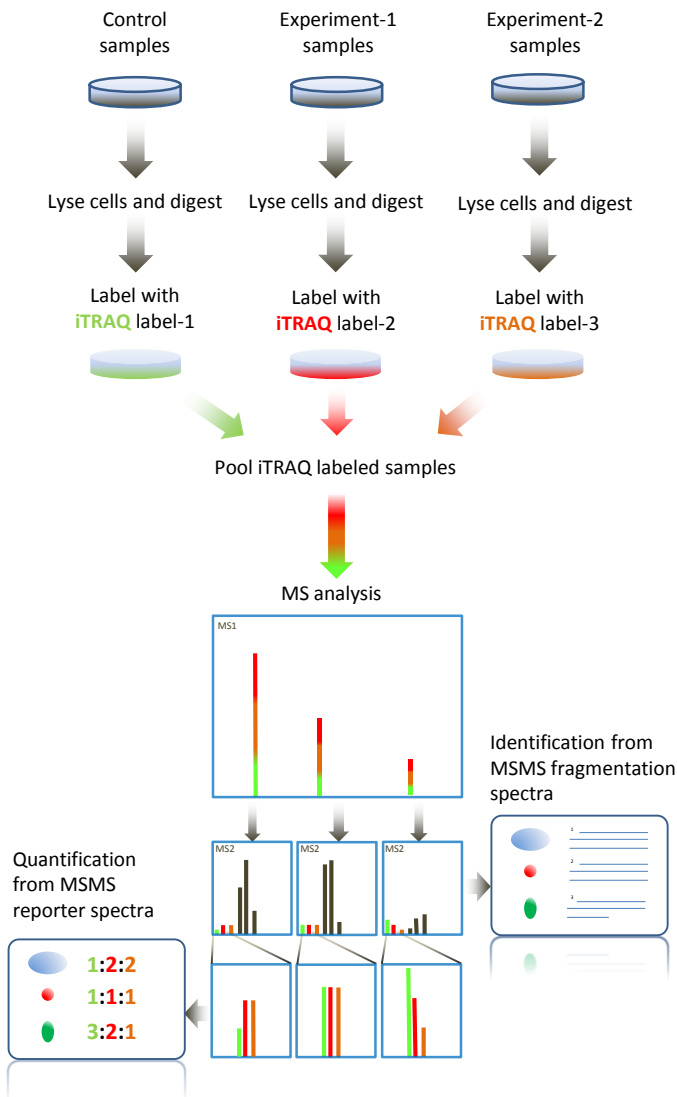 Control
samples
Experiment-1
samples
Experiment-2
samples
Lyse cells and digest
Lyse cells and digest
Lyse cells and digest
Label with
iTRAQ label-1
Label with
iTRAQ label-2
Label with
iTRAQ label-3
Pool iTRAQ labeled samples
MS analysis
MS1
Identification from
MSMS fragmentation
spectra
1
2
3
MS2
MS2
MS2
Quantification
from MSMS
reporter spectra
1:2:2
1:1:1
3:2:1